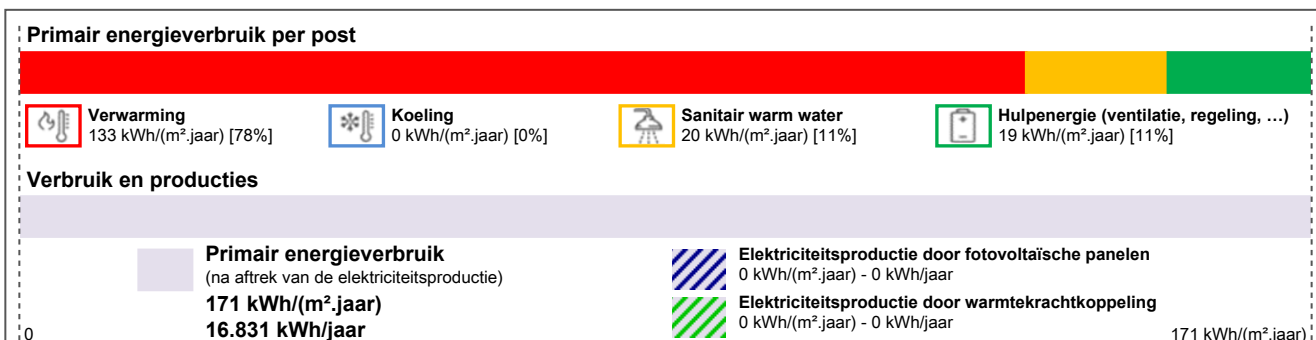 Primair energieverbruik per post
Verwarming
133 kWh/(m².jaar) [78%]
Koeling
0 kWh/(m².jaar) [0%]
Sanitair warm water
20 kWh/(m².jaar) [11%]
Hulpenergie (ventilatie, regeling, …)
19 kWh/(m².jaar) [11%]
Verbruik en producties
Primair energieverbruik
(na aftrek van de elektriciteitsproductie)
171 kWh/(m².jaar)
16.831 kWh/jaar
Elektriciteitsproductie door fotovoltaïsche panelen
0 kWh/(m².jaar) - 0 kWh/jaar
Elektriciteitsproductie door warmtekrachtkoppeling
0 kWh/(m².jaar) - 0 kWh/jaar
0
171 kWh/(m².jaar)